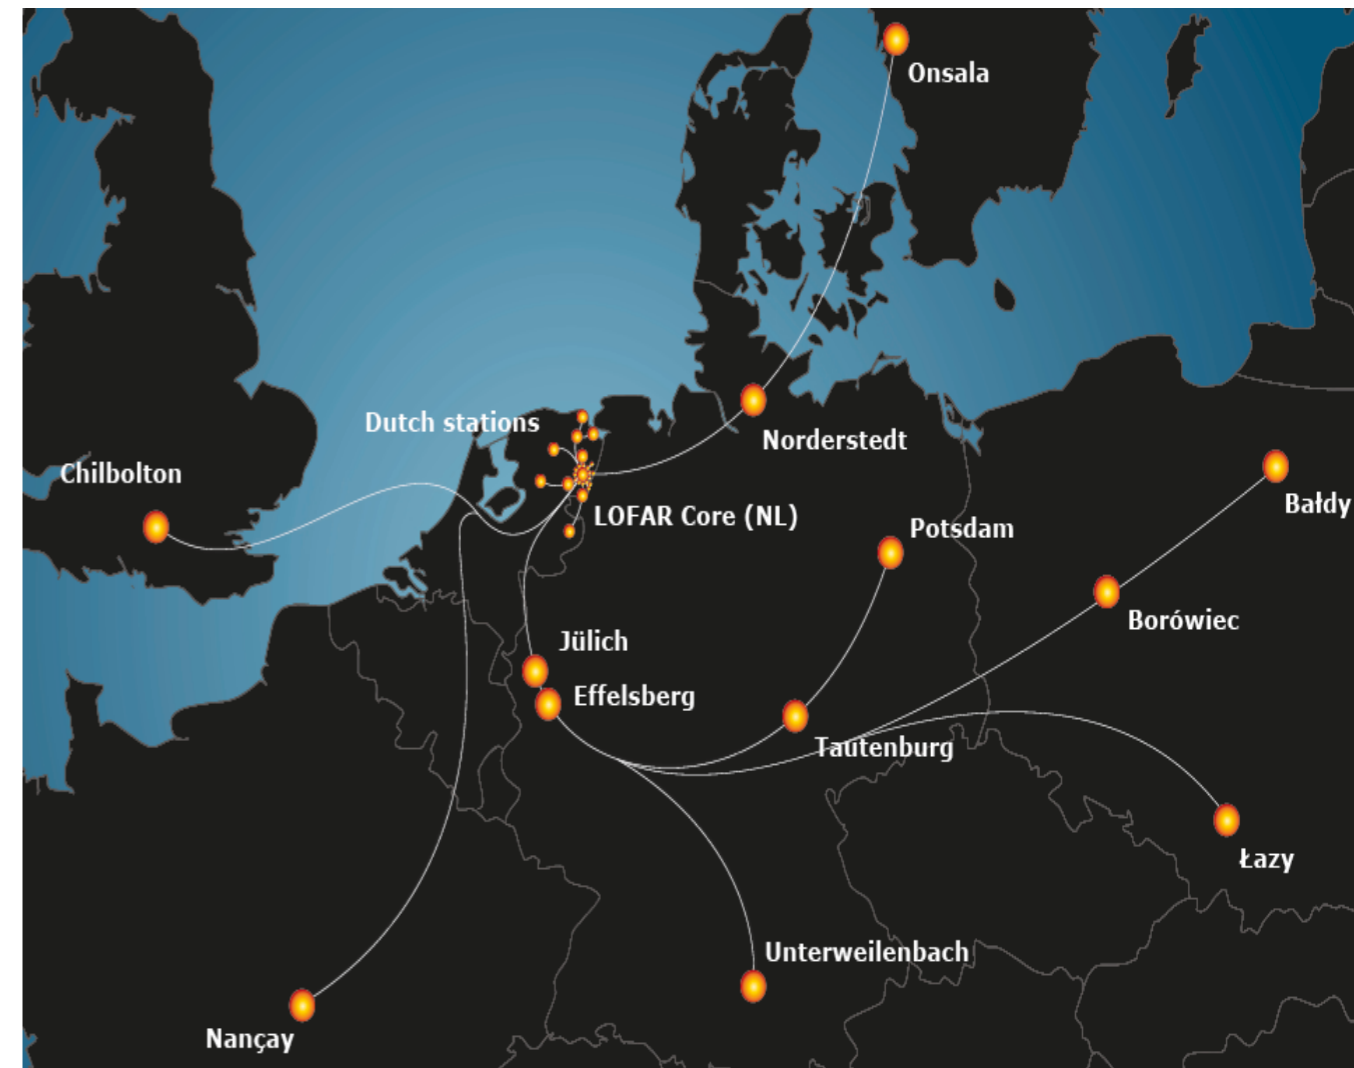 Onsala
Dutch stations
Norderstedt
Chilbolton
Bałdy
LOFAR Core (NL)
Potsdam
Borówiec
Jülich
Effelsberg
Tautenburg
Łazy
Unterweilenbach
Nançay